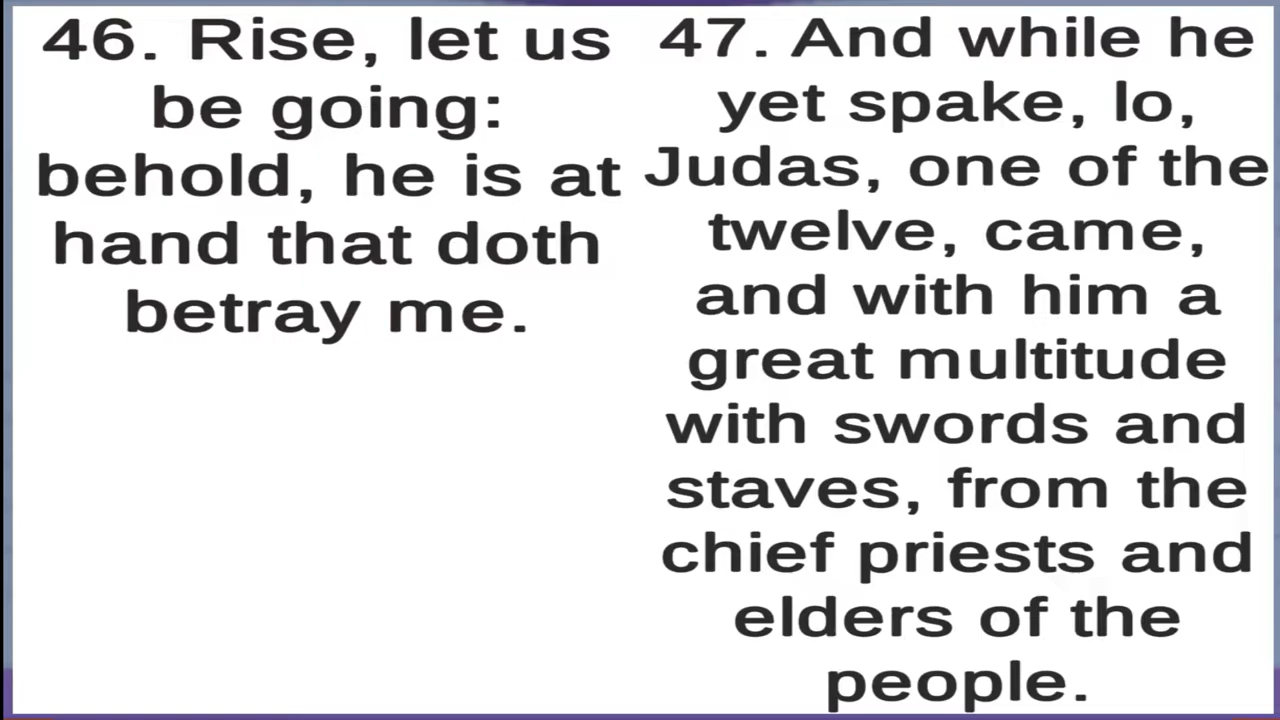 46. Rise, let us
be going:
behold, he is at
hand that doth
betray me.
47. And while he
yet spake, lo,
Judas, one of the
twelve, came,
and with him a
great multitude
with swords and
staves, from the
chief priests and
elders of the
people.